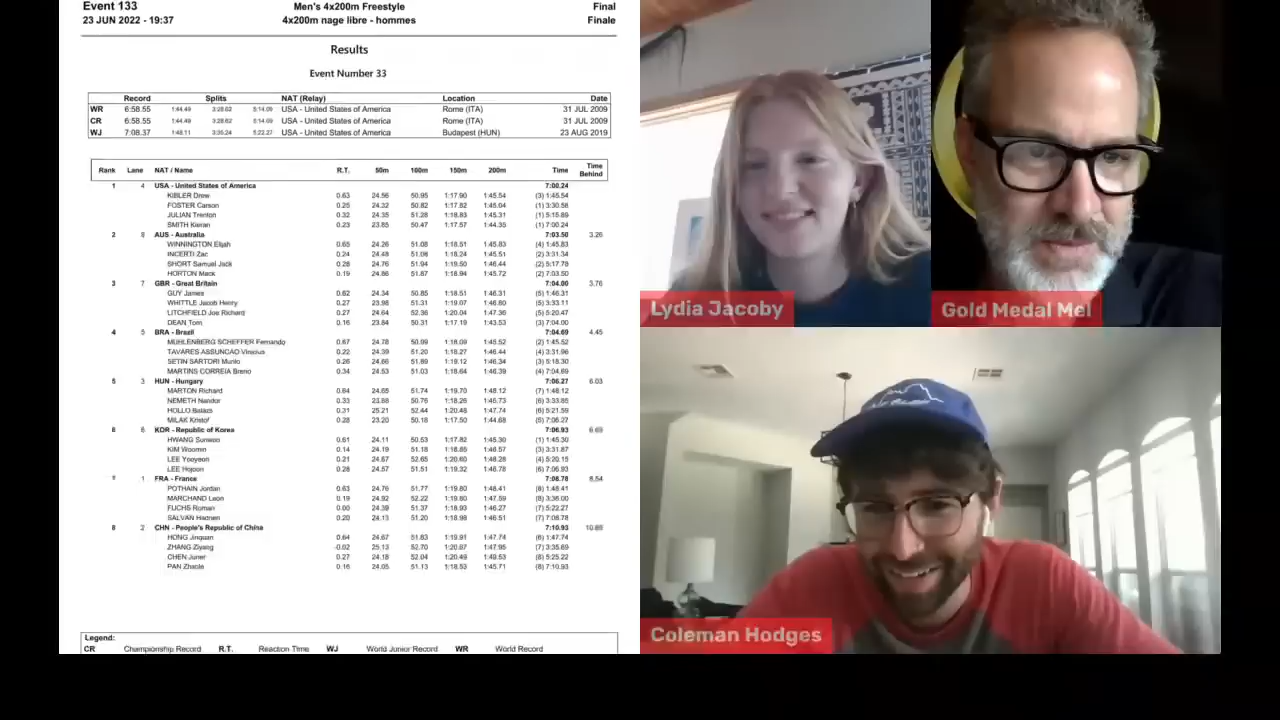 Event 133 Men's 4x200m Freestyle Final
23 JUN 2022 - 19:37 4x200m nage libre - hommes Finale
Results
Event Number 33
Record Splits NAT (Relay) Location Date
WR 6:58.55 1:44.49 3:28.62 5:14.09 USA - United States of America Rome (ITA) 31 JUL 2009
CR 6:58.55 1:44.49 3:28.62 5:14.09 USA - United States of America Rome (ITA) 31 JUL 2009
WJ 7:08.37 1:48.11 3:35.24 5:22.27 USA - United States of America Budapest (HUN) 23 AUG 2019
Rank Lane NAT / Name R.T. 50m 100m 150m 200m Time Time Behind
1 4 USA - United States of America 7:00.24
KIBLER Drew 0.63 24.56 50.95 1:17.90 1:45.54 (3) 1:45.54
FOSTER Carson 0.25 24.32 50.82 1:17.82 1:45.04 (1) 3:30.58
JULIAN Trenton 0.32 24.35 51.28 1:18.83 1:45.31 (1) 5:15.89
SMITH Kieran 0.23 23.65 50.47 1:17.54 1:44.35 (1) 7:00.24
2 AUS - Australia 7:03.50 3.26
WINNINGTON Elijah 0.65 24.26 51.08 1:18.51 1:45.83 (4) 1:45.83
INCERTI Zac 0.24 24.48 51.06 1:18.24 1:45.51 (2) 3:31.34
SHORT Samuel Jack 0.28 24.76 51.94 1:19.50 1:46.44 (2) 5:17.78
HORTON Mack 0.19 24.86 51.87 1:18.94 1:45.72 (2) 7:03.50
3 7 GBR - Great Britain 7:04.00 3.76
GUY James 0.62 24.34 50.85 1:18.51 1:46.31 (5) 1:46.31
WHITTLE Jacob Henry 0.27 23.98 51.31 1:19.07 1:46.80 (5) 3:33.11
LITCHFIELD Joe Richard 0.27 24.64 52.36 1:20.04 1:47.36 (5) 5:20.47
DEAN Tom 0.16 23.84 50.31 1:17.19 1:43.53 (3) 7:04.00
4 5 BRA - Brazil 7:04.69 4.45
MUHLENBERG SCHEFFER Fernando 0.67 24.78 50.99 1:18.09 1:45.52 (2) 1:45.52
TAVARES ASSUNCAO Vinicius 0.22 24.39 51.20 1:18.27 1:46.44 (3) 3:31.96
SETIN SARTORI Murilo 0.26 24.66 51.89 1:19.12 1:46.34 (3) 5:18.30
MARTINS CORREIA Breno 0.34 24.53 51.03 1:18.64 1:46.39 (4) 7:04.69
5 3 HUN - Hungary 7:06.27 6.03
MARTON Richard 0.64 24.65 51.74 1:19.70 1:48.12 (7) 1:48.12
NEMETH Nandor 0.33 23.68 50.76 1:18.26 1:45.73 (6) 3:33.85
HOLLO Balazs 0.31 25.21 52.44 1:20.48 1:47.74 (6) 5:21.59
MILAK Kristof 0.28 23.20 50.18 1:17.50 1:44.68 (5) 7:06.27
6 6 KOR - Republic of Korea 7:06.93 6.69
HWANG Sunwoo 0.61 24.11 50.53 1:17.82 1:45.30 (1) 1:45.30
KIM Woomin 0.14 24.19 51.18 1:18.85 1:46.57 (3) 3:31.87
LEE Yooyeon 0.21 24.67 52.65 1:20.60 1:48.28 (4) 5:20.15
LEE Hojoon 0.28 24.57 51.51 1:19.32 1:46.78 (6) 7:06.93
1 FRA - France 7:08.78 8.54
POTHAIN Jordan 0.63 24.76 51.77 1:19.60 1:48.41 (8) 1:48.41
MARCHAND Leon 0.19 24.92 52.22 1:19.60 1:47.59 (8) 3:36.00
FUCHS Roman 0.00 24.39 51.37 1:18.93 1:46.27 (7) 5:22.27
SALVAN Hadrien 0.20 24.13 51.20 1:18.98 1:46.51 (7) 7:08.78
8 2 CHN - People's Republic of China 7:10.93 10.69
HONG Jinquan 0.64 24.67 51.83 1:19.91 1:47.74 (6) 1:47.74
ZHANG Ziyang -0.02 25.13 52.70 1:20.97 1:47.95 (7) 3:35.69
CHEN Juner 0.27 24.18 52.04 1:20.49 1:49.53 (8) 5:25.22
PAN Zhanle 0.16 24.05 51.13 1:18.53 1:45.71 (8) 7:10.93
Legend:
CR Championship Record R.T. Reaction Time WJ World Junior Record WR World Record
Lydia Jacoby
Gold Medal Mel
Coleman Hodges